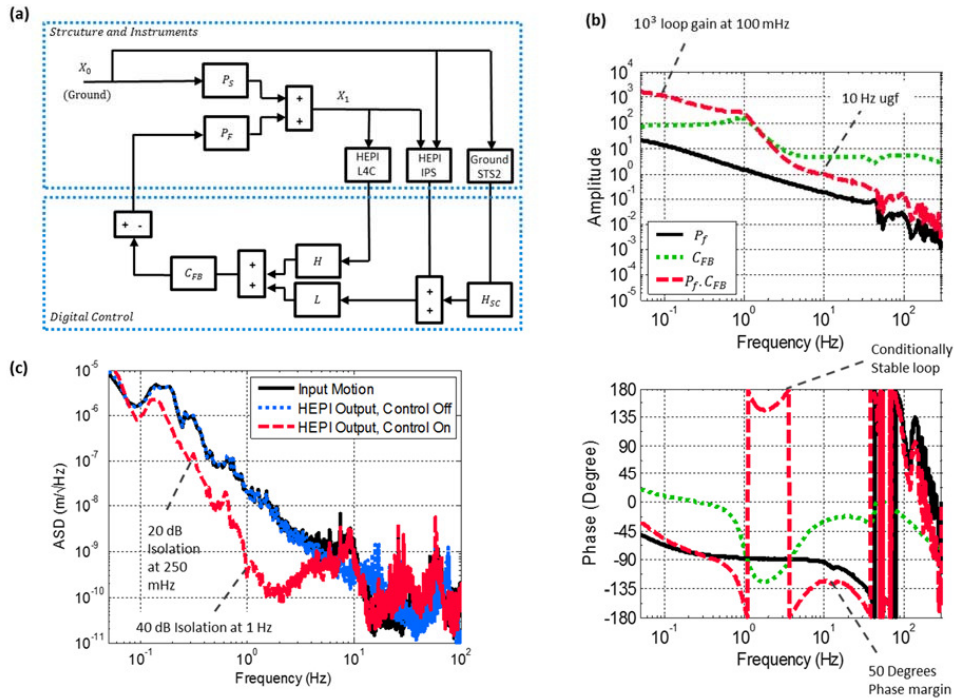 (a)
Strcuture and Instruments
X0
(Ground)
PS
+
+
X1
PF
HEPI
L4C
HEPI
IPS
Ground
STS2
+ -
CFB
+
+
H
L
+
+
HSC
Digital Control
(b)
10³ loop gain at 100 mHz
10 Hz ugf
Amplitude
10⁴
10³
10²
10¹
10⁰
10⁻¹
10⁻²
10⁻³
10⁻⁴
10⁻⁵
Pf
CFB
Pf. CFB
10⁻¹ 10⁰ 10¹ 10²
Frequency (Hz)
Conditionally
Stable loop
Phase (Degree)
180
135
90
45
0
-45
-90
-135
-180
10⁻¹ 10⁰ 10¹ 10²
Frequency (Hz)
50 Degrees
Phase margin
(c)
ASD (m/√Hz)
10⁻⁵
10⁻⁶
10⁻⁷
10⁻⁸
10⁻⁹
10⁻¹⁰
10⁻¹¹
Input Motion
HEPI Output, Control Off
HEPI Output, Control On
20 dB
Isolation
at 250
mHz
40 dB Isolation at 1 Hz
10⁻¹ 10⁰ 10¹ 10²
Frequency (Hz)